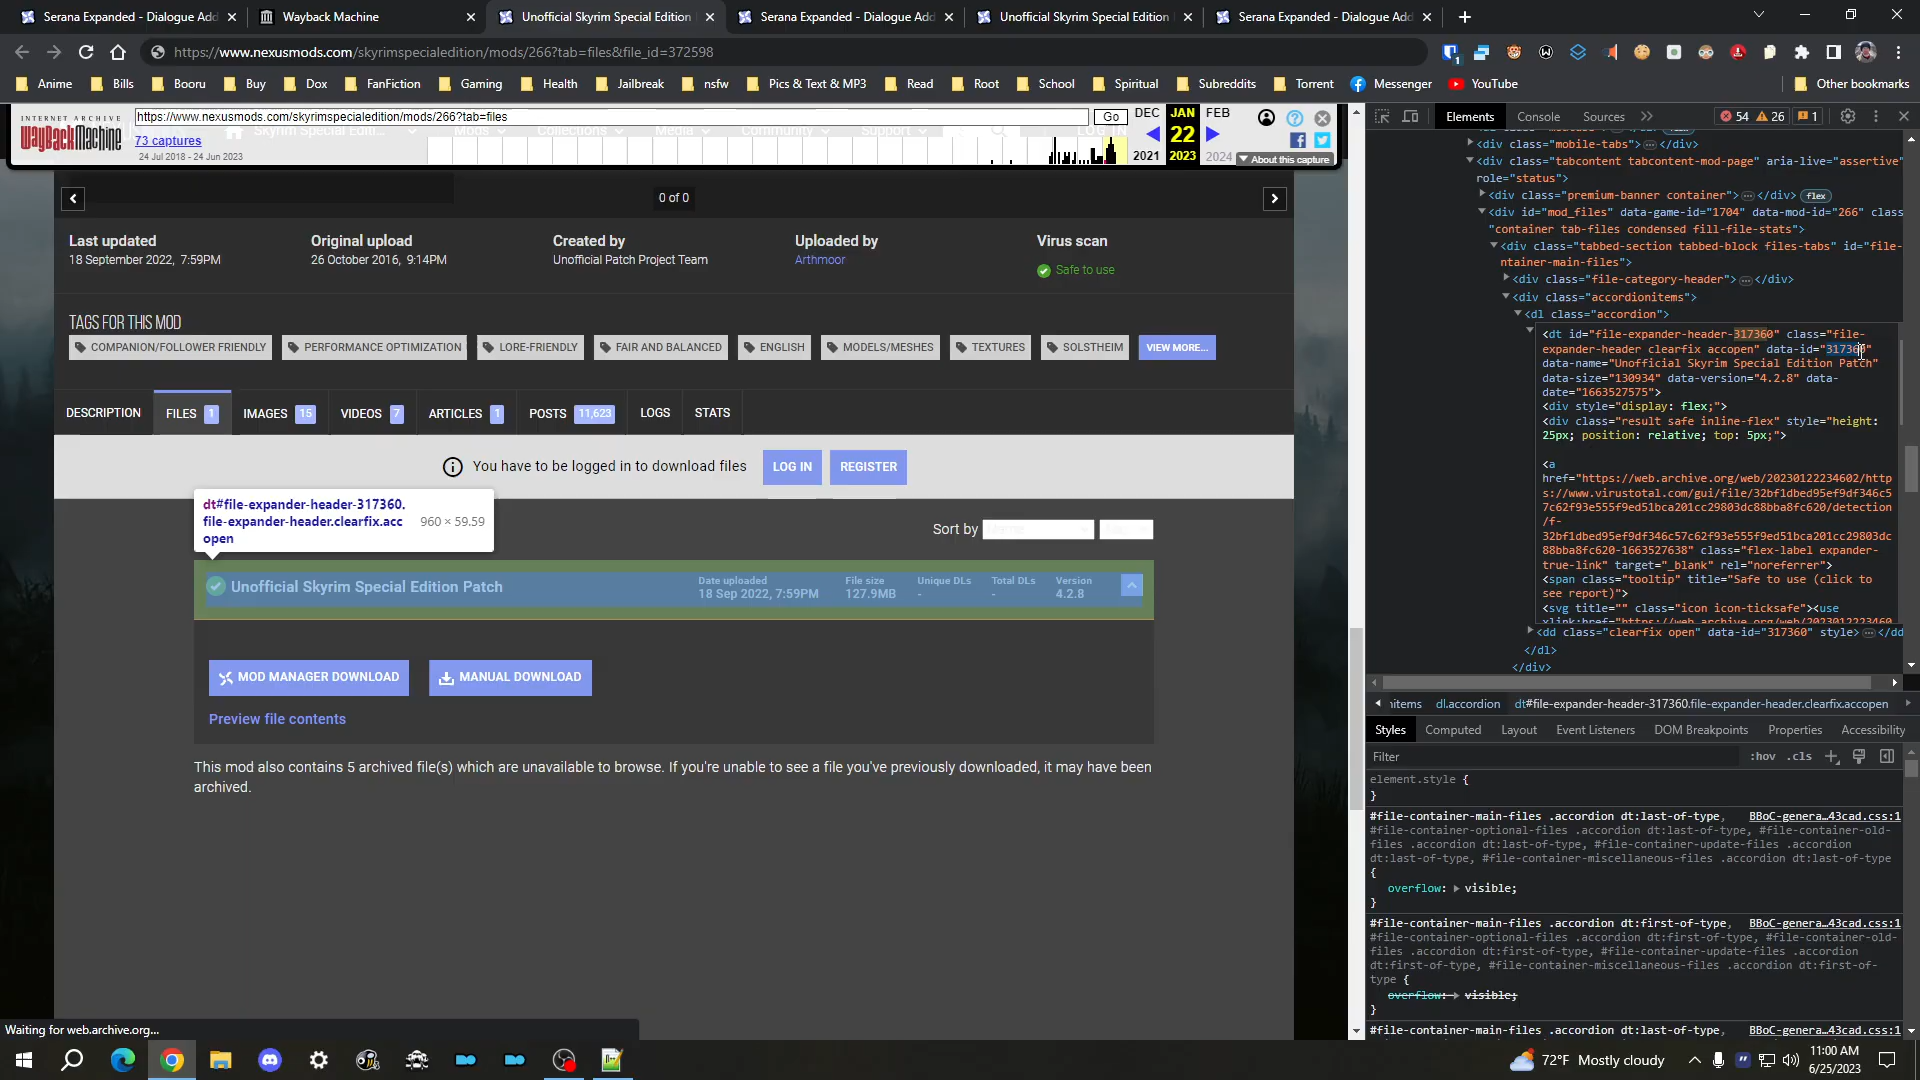 Serana Expanded - Dialogue Add
Wayback Machine
Unofficial Skyrim Special Edition
Serana Expanded - Dialogue Add
Unofficial Skyrim Special Edition
Serana Expanded - Dialogue Add
https://www.nexusmods.com/skyrimspecialedition/mods/266?tab=files&file_id=372598
Anime
Bills
Booru
Buy
Dox
FanFiction
Gaming
Health
Jailbreak
nsfw
Pics & Text & MP3
Read
Root
School
Spiritual
Subreddits
Torrent
Messenger
YouTube
Other bookmarks
INTERNET ARCHIVE
WayBackMachine
https://www.nexusmods.com/skyrimspecialedition/mods/266?tab=files
Go
DEC
JAN
FEB
73 captures
24 Jul 2018 - 24 Jun 2023
22
2021
2023
2024
About this capture
Skyrim Special Editi...
Mods
Collections
Media
Community
Support
LOG IN
0 of 0
Last updated
18 September 2022, 7:59PM
Original upload
26 October 2016, 9:14PM
Created by
Unofficial Patch Project Team
Uploaded by
Arthmoor
Virus scan
Safe to use
TAGS FOR THIS MOD
COMPANION/FOLLOWER FRIENDLY
PERFORMANCE OPTIMIZATION
LORE-FRIENDLY
FAIR AND BALANCED
ENGLISH
MODELS/MESHES
TEXTURES
SOLSTHEIM
VIEW MORE...
DESCRIPTION
FILES 1
IMAGES 15
VIDEOS 7
ARTICLES 1
POSTS 11,623
LOGS
STATS
You have to be logged in to download files
LOG IN
REGISTER
dt#file-expander-header-317360.
file-expander-header.clearfix.acc
open
960 × 59.59
Sort by
Unofficial Skyrim Special Edition Patch
Date uploaded
18 Sep 2022, 7:59PM
File size
127.9MB
Unique DLs
-
Total DLs
-
Version
4.2.8
MOD MANAGER DOWNLOAD
MANUAL DOWNLOAD
Preview file contents
This mod also contains 5 archived file(s) which are unavailable to browse. If you're unable to see a file you've previously downloaded, it may have been
archived.
Waiting for web.archive.org...
Elements
Console
Sources
54
26
1
<div class="mobile-tabs"> </div>
<div class="tabcontent tabcontent-mod-page" aria-live="assertive"
role="status">
<div class="premium-banner container"> </div> flex
<div id="mod_files" data-game-id="1704" data-mod-id="266" class
"container tab-files condensed fill-file-stats">
<div class="tabbed-section tabbed-block files-tabs" id="file-
ntainer-main-files">
<div class="file-category-header"> </div>
<div class="accordionitems">
<dl class="accordion">
<dt id="file-expander-header-317360" class="file-
expander-header clearfix accopen" data-id="317360"
data-name="Unofficial Skyrim Special Edition Patch"
data-size="130934" data-version="4.2.8" data-
date="1663527575">
<div style="display: flex;">
<div class="result safe inline-flex" style="height:
25px; position: relative; top: 5px;">
<a
href="https://web.archive.org/web/20230122234602/http
s://www.virustotal.com/gui/file/32bf1dbed95ef9df346c5
7c62f93e555f9ed51bca201cc29803dc88bba8fc620/detection
/f-
32bf1dbed95ef9df346c57c62f93e555f9ed51bca201cc29803dc
88bba8fc620-1663527638" class="flex-label expander-
true-link" target="_blank" rel="noreferrer">
<span class="tooltip" title="Safe to use (click to
see report)">
<svg title="" class="icon icon-ticksafe"><use
xlink:href="https://web.archive.org/web/2023012223460
<dd class="clearfix open" data-id="317360" style> </dd
</dl>
</div>
items
dl.accordion
dt#file-expander-header-317360.file-expander-header.clearfix.accopen
Styles
Computed
Layout
Event Listeners
DOM Breakpoints
Properties
Accessibility
Filter
:hov
.cls
element.style {
}
#file-container-main-files .accordion dt:last-of-type, BBoC-genera…43cad.css:1
#file-container-optional-files .accordion dt:last-of-type, #file-container-old-
files .accordion dt:last-of-type, #file-container-update-files .accordion
dt:last-of-type, #file-container-miscellaneous-files .accordion dt:last-of-type
{
overflow: visible;
}
#file-container-main-files .accordion dt:first-of-type, BBoC-genera…43cad.css:1
#file-container-optional-files .accordion dt:first-of-type, #file-container-old-
files .accordion dt:first-of-type, #file-container-update-files .accordion
dt:first-of-type, #file-container-miscellaneous-files .accordion dt:first-of-
type {
overflow: visible;
}
#file-container-main-files .accordion dt:last-of-type, BBoC-genera…43cad.css:1
72°F Mostly cloudy
11:00 AM
6/25/2023